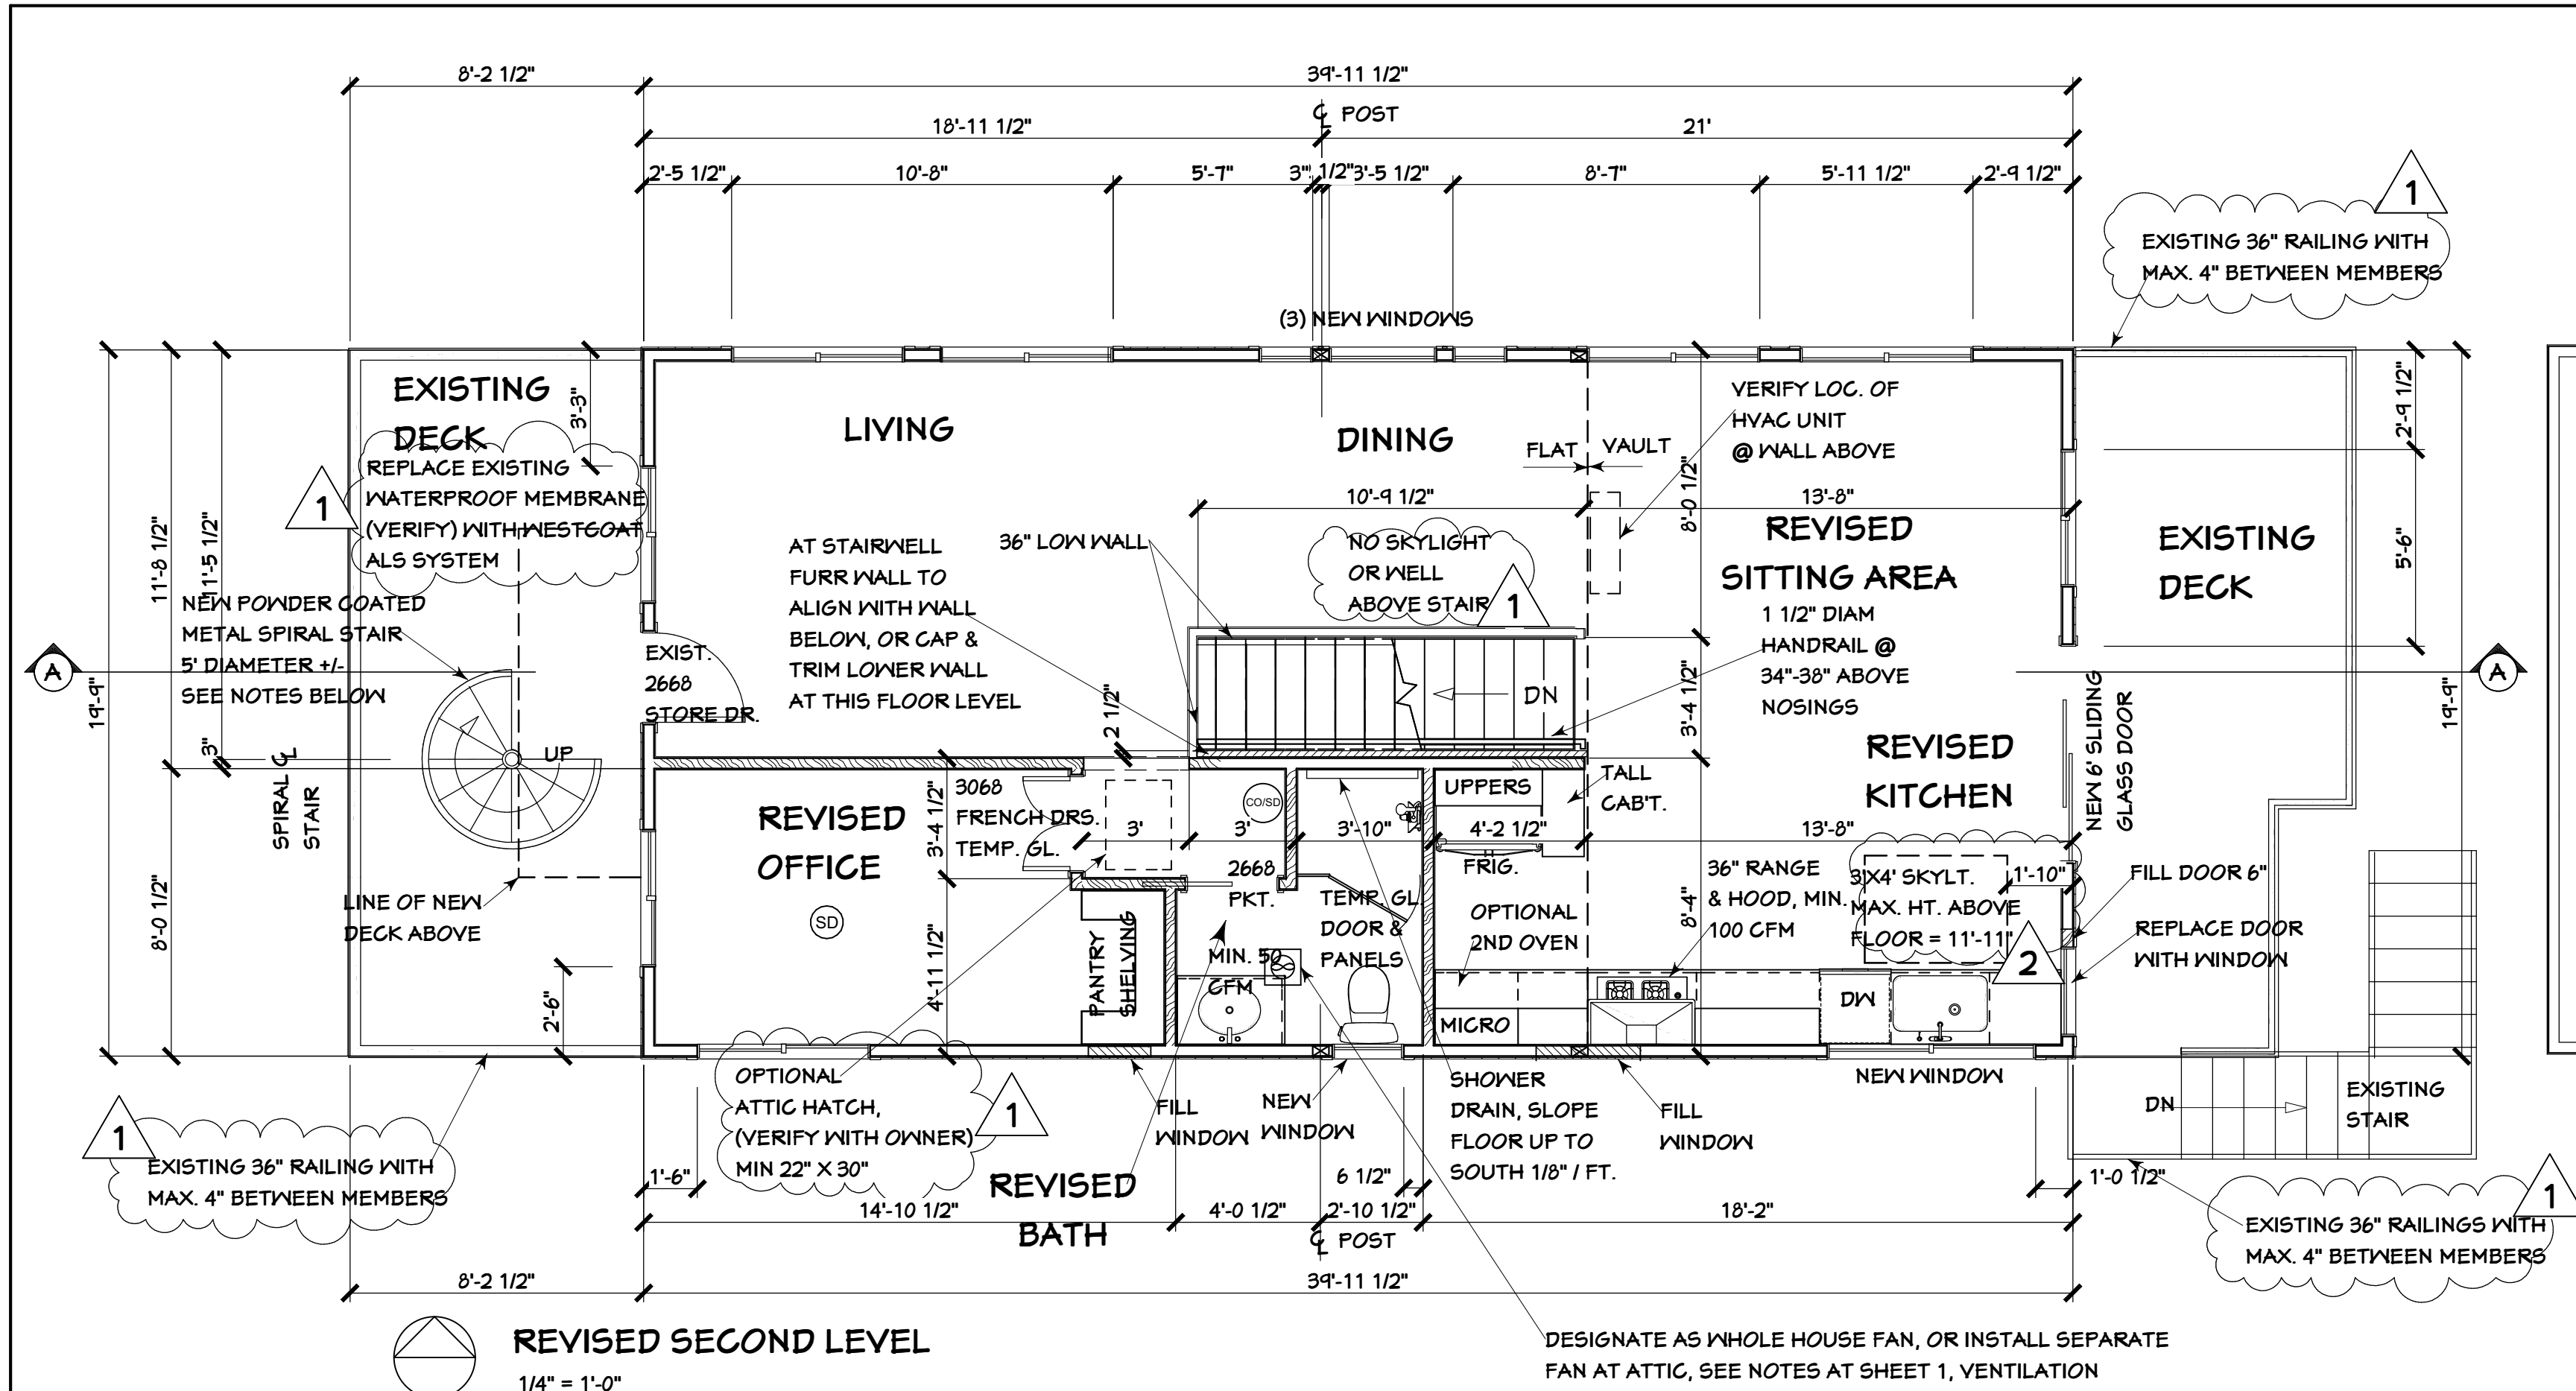 8'-2 1/2"
39'-11 1/2"
℄ POST
18'-11 1/2"
21'
2'-5 1/2"
10'-8"
5'-7"
3"
1/2"
3'-5 1/2"
8'-7"
5'-11 1/2"
2'-9 1/2"
1
EXISTING 36" RAILING WITH
MAX. 4" BETWEEN MEMBERS
(3) NEW WINDOWS
EXISTING
DECK
3'-3"
REPLACE EXISTING
WATERPROOF MEMBRANE
(VERIFY) WITH WESTCOAT
ALS SYSTEM
1
LIVING
DINING
FLAT
VAULT
VERIFY LOC. OF
HVAC UNIT
@ WALL ABOVE
10'-9 1/2"
8'-0 1/2"
13'-8"
REVISED
SITTING AREA
1 1/2" DIAM
HANDRAIL @
34"-38" ABOVE
NOSINGS
EXISTING
DECK
2'-9 1/2"
5'-6"
19'-9"
19'-9"
11'-8 1/2"
11'-5 1/2"
3"
8'-0 1/2"
NEW POWDER COATED
METAL SPIRAL STAIR
5' DIAMETER +/-
SEE NOTES BELOW
A
UP
SPIRAL ℄
STAIR
LINE OF NEW
DECK ABOVE
2'-6"
EXIST.
2668
STORE DR.
AT STAIRWELL
FURR WALL TO
ALIGN WITH WALL
BELOW, OR CAP &
TRIM LOWER WALL
AT THIS FLOOR LEVEL
36" LOW WALL
NO SKYLIGHT
OR WELL
ABOVE STAIR
1
DN
2 1/2"
3'-4 1/2"
A
NEW 6' SLIDING
GLASS DOOR
REVISED
KITCHEN
REVISED
OFFICE
SD
3'-4 1/2"
4'-11 1/2"
3068
FRENCH DRS.
TEMP. GL.
3'
3'
CO/SD
3'-10"
4'-2 1/2"
13'-8"
UPPERS
TALL
CAB'T.
FRIG.
2668
PKT.
TEMP. GL.
DOOR &
PANELS
OPTIONAL
2ND OVEN
8'-4"
36" RANGE
& HOOD, MIN.
100 CFM
3'X4' SKYLT.
MAX. HT. ABOVE
FLOOR = 11'-11"
1'-10"
2
FILL DOOR 6"
REPLACE DOOR
WITH WINDOW
PANTRY
SHELVING
MIN. 50
CFM
MICRO
DW
OPTIONAL
ATTIC HATCH,
(VERIFY WITH OWNER)
MIN 22" X 30"
1
FILL
WINDOW
NEW
WINDOW
SHOWER
DRAIN, SLOPE
FLOOR UP TO
SOUTH 1/8" / FT.
FILL
WINDOW
NEW WINDOW
DN
EXISTING
STAIR
1
EXISTING 36" RAILING WITH
MAX. 4" BETWEEN MEMBERS
REVISED
BATH
1'-6"
6 1/2"
1'-0 1/2"
14'-10 1/2"
4'-0 1/2"
2'-10 1/2"
18'-2"
℄ POST
1
EXISTING 36" RAILINGS WITH
MAX. 4" BETWEEN MEMBERS
8'-2 1/2"
39'-11 1/2"
REVISED SECOND LEVEL
1/4" = 1'-0"
DESIGNATE AS WHOLE HOUSE FAN, OR INSTALL SEPARATE
FAN AT ATTIC, SEE NOTES AT SHEET 1, VENTILATION